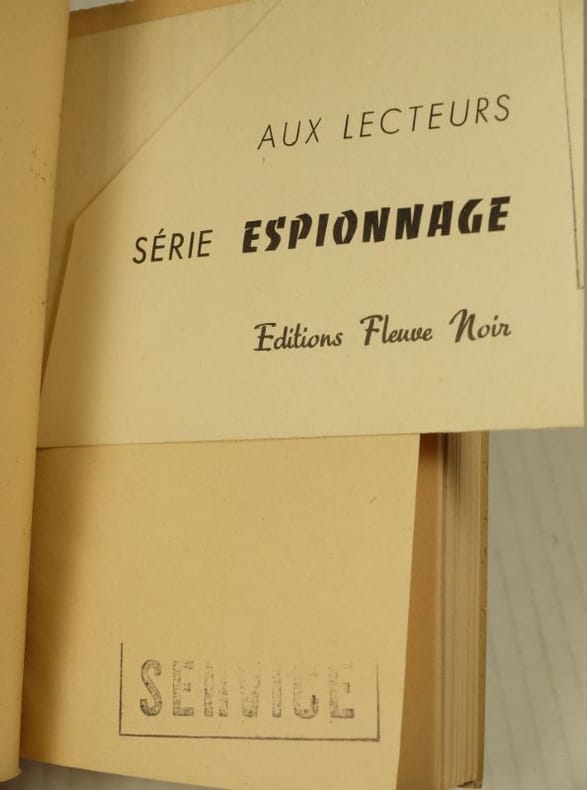 AUX LECTEURS
SÉRIE ESPIONNAGE
Editions Fleuve Noir
SERVICE